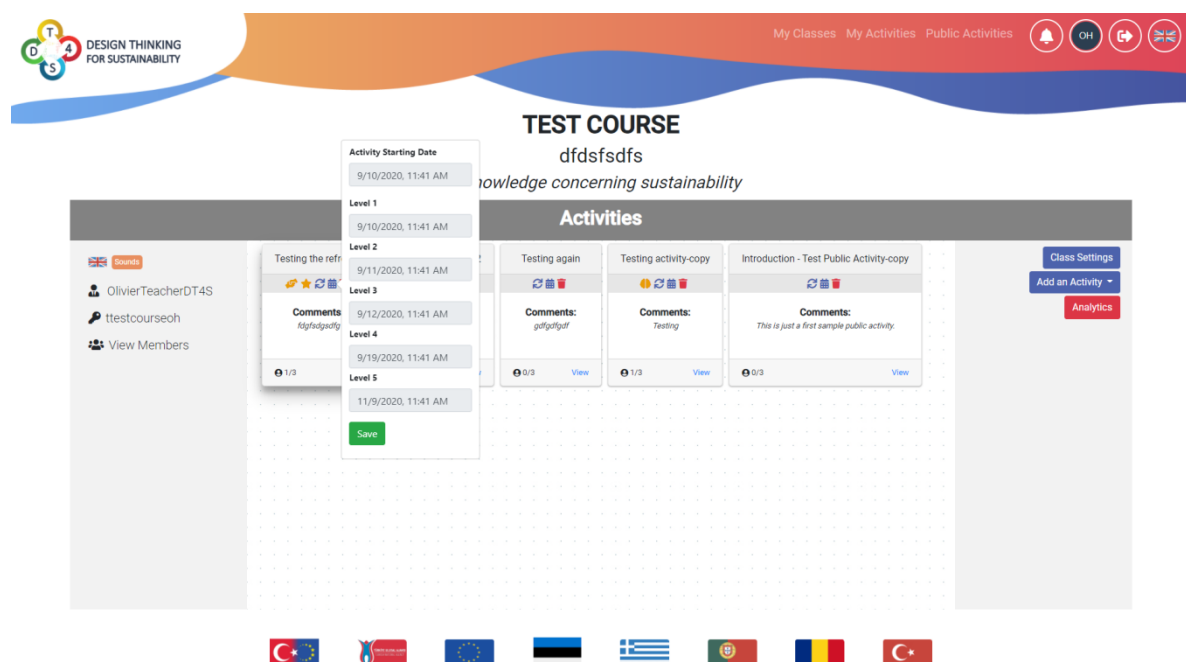 T
D 4
S
DESIGN THINKING
FOR SUSTAINABILITY
My Classes My Activities Public Activities
OH
TEST COURSE
dfdsfsdfs
concerning sustainability
Activities
Sounds
OlivierTeacherDT4S
ttestcourseoh
View Members
Activity Starting Date
9/10/2020, 11:41 AM
Level 1
9/10/2020, 11:41 AM
Level 2
9/11/2020, 11:41 AM
Level 3
9/12/2020, 11:41 AM
Level 4
9/19/2020, 11:41 AM
Level 5
11/9/2020, 11:41 AM
Save
Testing the
Comments:
1/3
Testing again
Comments:
gdfgdfgdf
0/3 View
Testing activity-copy
Comments:
Testing
1/3 View
Introduction - Test Public Activity-copy
Comments:
This is just a first sample public activity.
0/3 View
Class Settings
Add an Activity
Analytics